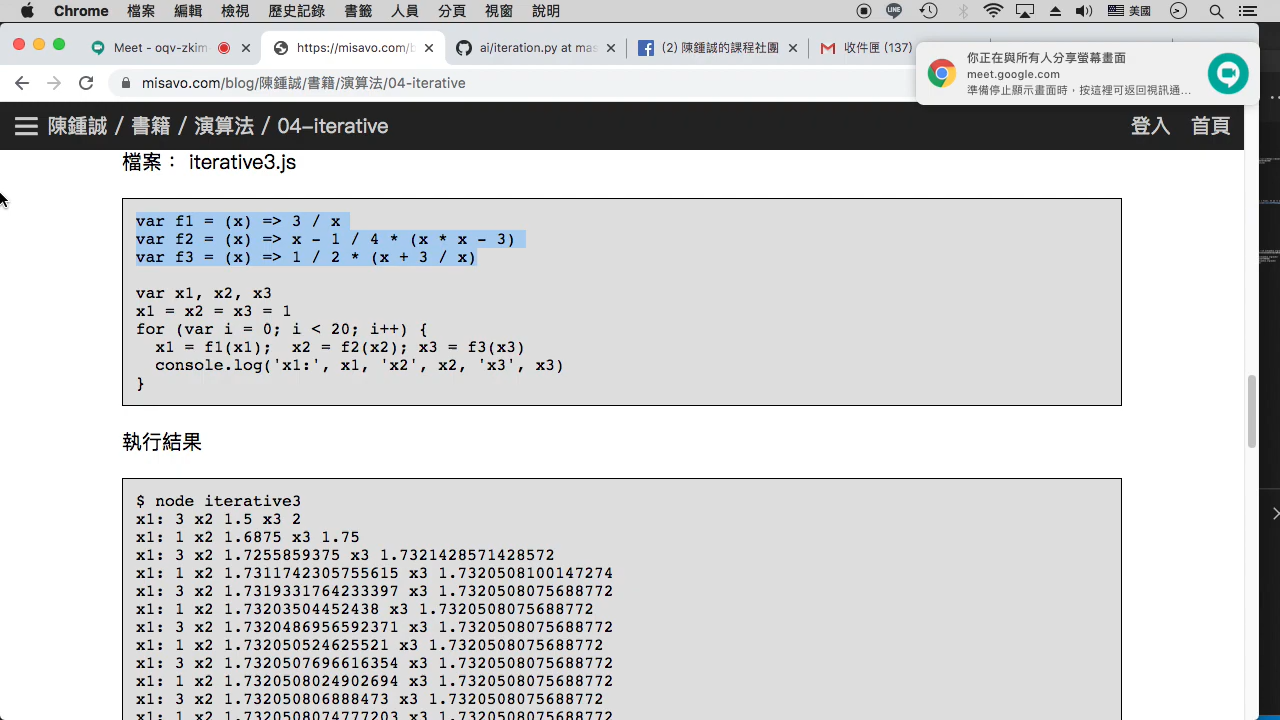 Chrome 檔案 編輯 檢視 歷史記錄 書籤 人員 分頁 視窗 說明 LINE 美國
Meet - oqv-zkim https://misavo.com/b ai/iteration.py at mas (2) 陳鍾誠的課程社團 收件匣 (137)
misavo.com/blog/陳鍾誠/書籍/演算法/04-iterative
你正在與所有人分享螢幕畫面
meet.google.com
準備停止顯示畫面時，按這裡可返回視訊通...
陳鍾誠 / 書籍 / 演算法 / 04-iterative 登入 首頁
檔案： iterative3.js
var f1 = (x) => 3 / x
var f2 = (x) => x - 1 / 4 * (x * x - 3)
var f3 = (x) => 1 / 2 * (x + 3 / x)
var x1, x2, x3
x1 = x2 = x3 = 1
for (var i = 0; i < 20; i++) {
x1 = f1(x1); x2 = f2(x2); x3 = f3(x3)
console.log('x1:', x1, 'x2', x2, 'x3', x3)
}
執行結果
$ node iterative3
x1: 3 x2 1.5 x3 2
x1: 1 x2 1.6875 x3 1.75
x1: 3 x2 1.7255859375 x3 1.7321428571428572
x1: 1 x2 1.7311742305755615 x3 1.7320508100147274
x1: 3 x2 1.7319331764233397 x3 1.7320508075688772
x1: 1 x2 1.73203504452438 x3 1.7320508075688772
x1: 3 x2 1.7320486956592371 x3 1.7320508075688772
x1: 1 x2 1.732050524625521 x3 1.7320508075688772
x1: 3 x2 1.7320507696616354 x3 1.7320508075688772
x1: 1 x2 1.7320508024902694 x3 1.7320508075688772
x1: 3 x2 1.732050806888473 x3 1.7320508075688772
x1: 1 x2 1.7320508074777203 x3 1.7320508075688772